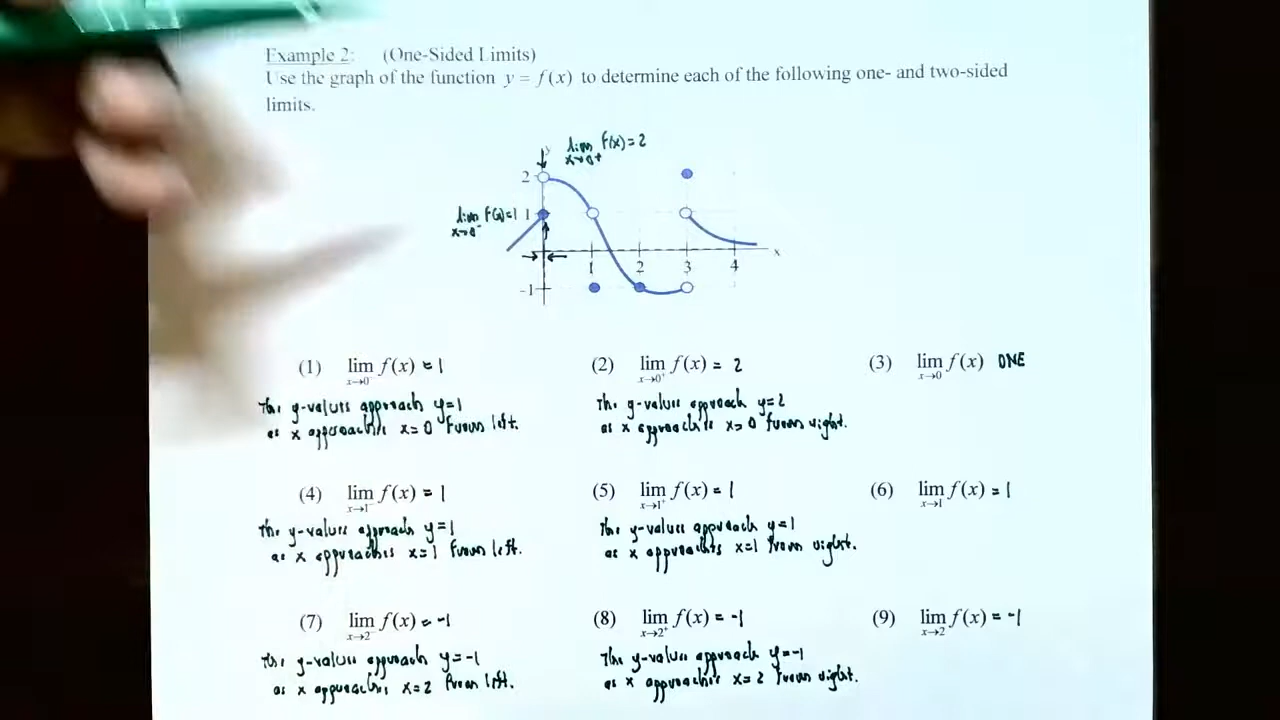 Example 2: (One-Sided Limits)
Use the graph of the function y = f(x) to determine each of the following one- and two-sided
limits.
y
lim f(x)=2
x→0+
2
lim f(x)=1 1
x→0-
x
1 2 3 4
-1
(1) lim f(x) = 1 (2) lim f(x) = 2 (3) lim f(x) DNE
x→0- x→0+ x→0
The y-values approach y=1 The y-values approach y=2
as x approaches x=0 from left. as x approaches x=0 from right.
(4) lim f(x) = 1 (5) lim f(x) = 1 (6) lim f(x) = 1
x→1- x→1+ x→1
The y-values approach y=1 The y-values approach y=1
as x approaches x=1 from left. as x approaches x=1 from right.
(7) lim f(x) = -1 (8) lim f(x) = -1 (9) lim f(x) = -1
x→2- x→2+ x→2
The y-values approach y=-1 The y-values approach y=-1
as x approaches x=2 from left. as x approaches x=2 from right.